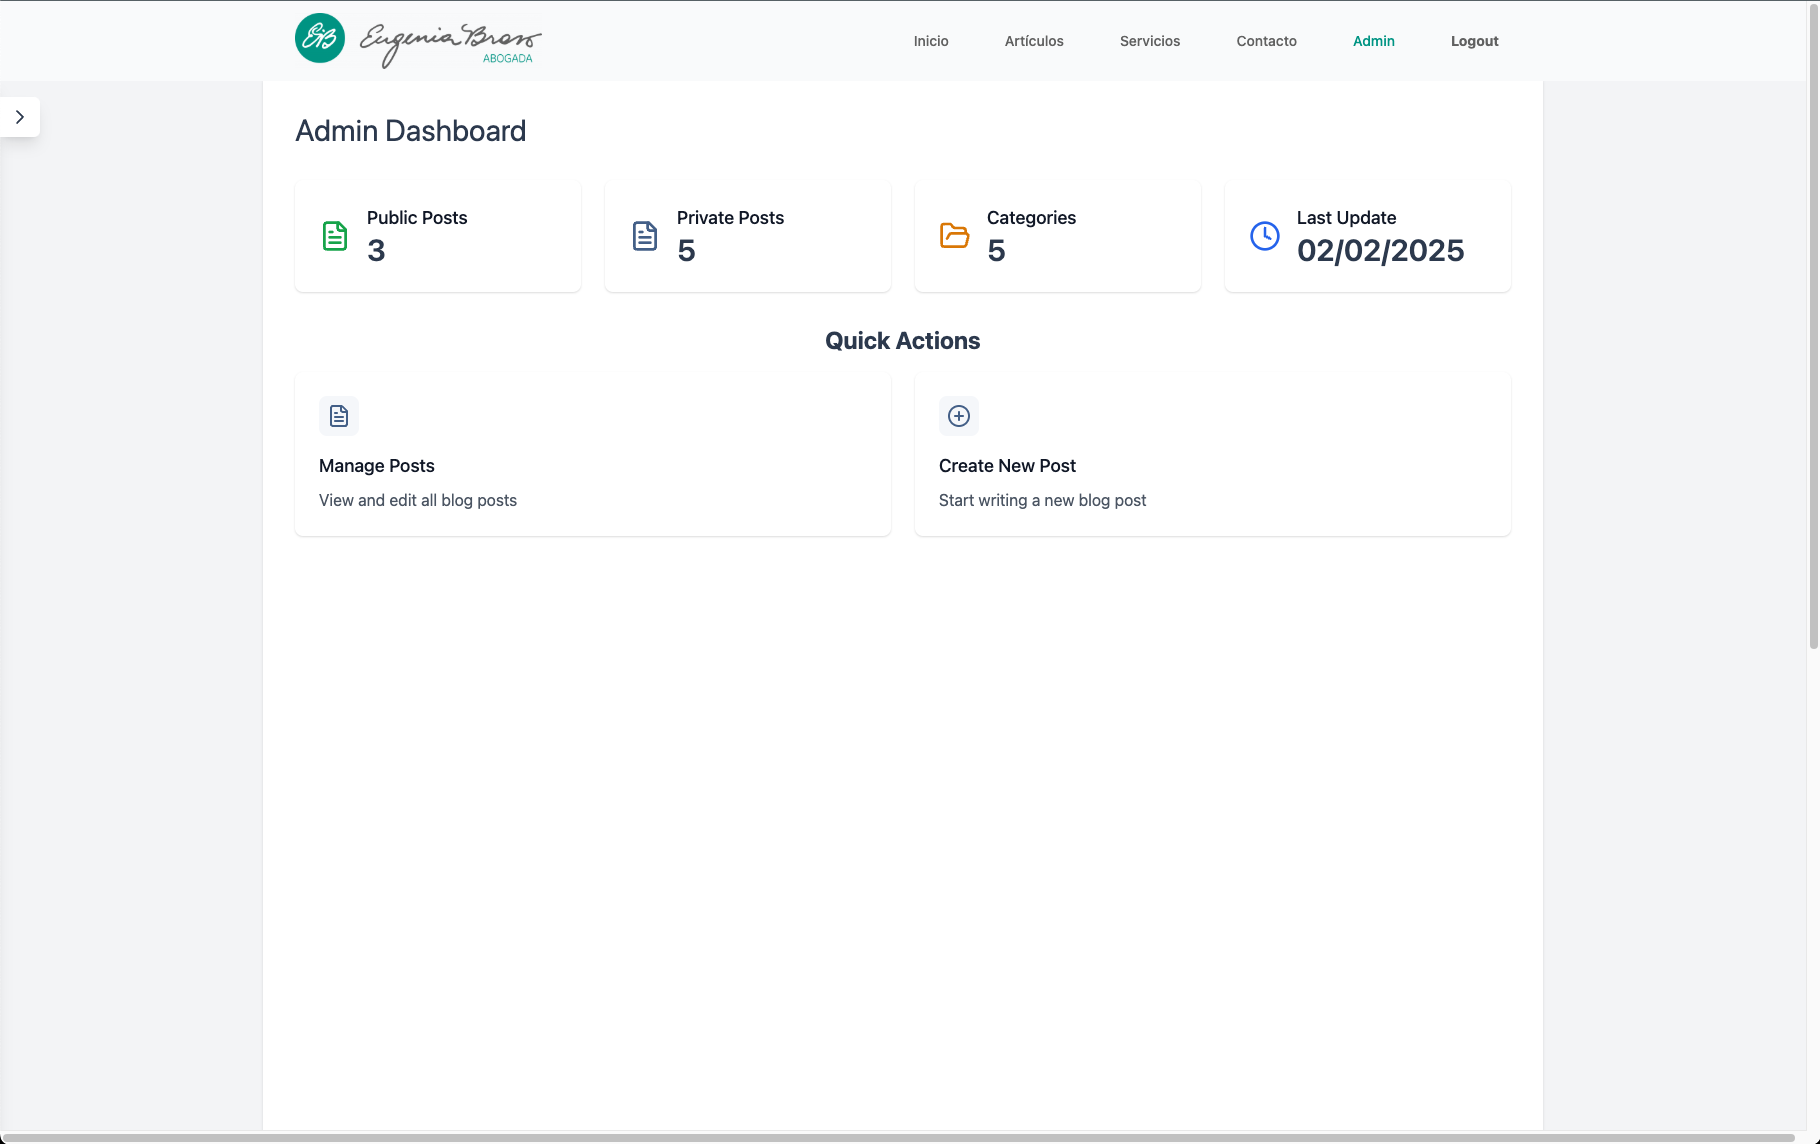 Eugenia Braso
ABOGADA
Inicio
Artículos
Servicios
Contacto
Admin
Logout
Admin Dashboard
Public Posts
3
Private Posts
5
Categories
5
Last Update
02/02/2025
Quick Actions
Manage Posts
View and edit all blog posts
Create New Post
Start writing a new blog post